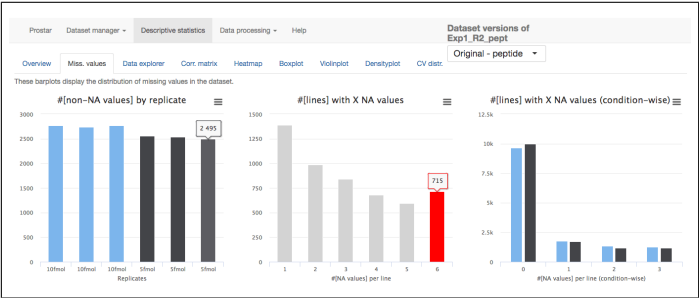 Prostar Dataset manager Descriptive statistics Data processing Help
Dataset versions of
Exp1_R2_pept
Original - peptide
Overview Miss. values Data explorer Corr. matrix Heatmap Boxplot Violinplot Densityplot CV distr.
These barplots display the distribution of missing values in the dataset.
#[non-NA values] by replicate
3000
2500
2000
1500
1000
500
0
2 495
10fmol 10fmol 10fmol 5fmol 5fmol 5fmol
Replicates
#[lines] with X NA values
1500
1250
1000
750
500
250
0
715
1 2 3 4 5 6
#[NA values] per line
#[lines] with X NA values (condition-wise)
12.5k
10k
7.5k
5k
2.5k
0
0 1 2 3
#[NA values] per line (condition-wise)